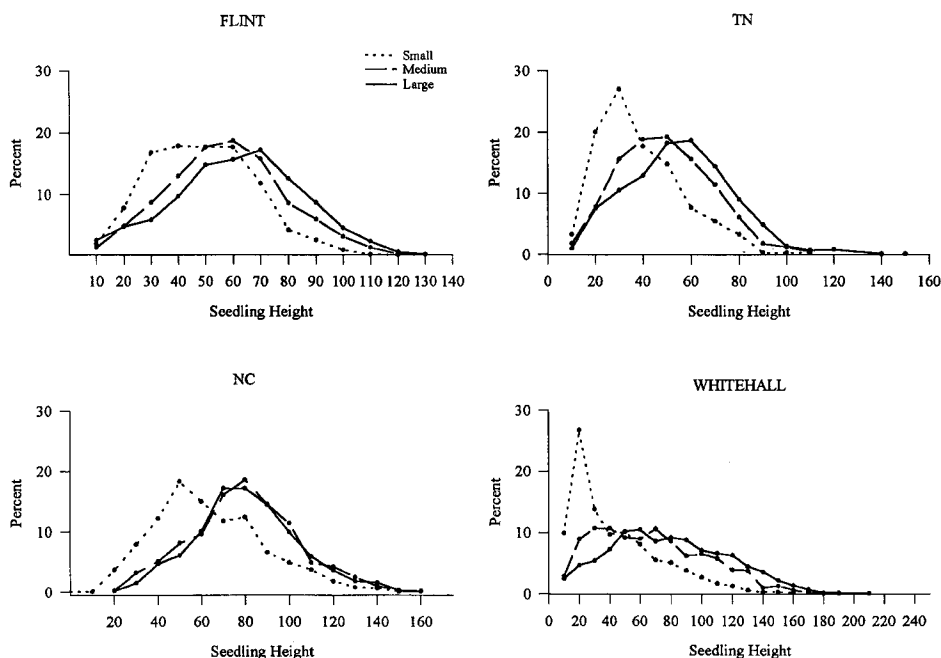 FLINT
Small
Medium
Large
30
20
10
Percent
10 20 30 40 50 60 70 80 90 100 110 120 130 140
Seedling Height
TN
30
20
10
0
Percent
0 20 40 60 80 100 120 140 160
Seedling Height
NC
30
20
10
0
Percent
20 40 60 80 100 120 140 160
Seedling Height
WHITEHALL
30
20
10
0
Percent
0 20 40 60 80 100 120 140 160 180 200 220 240
Seedling Height